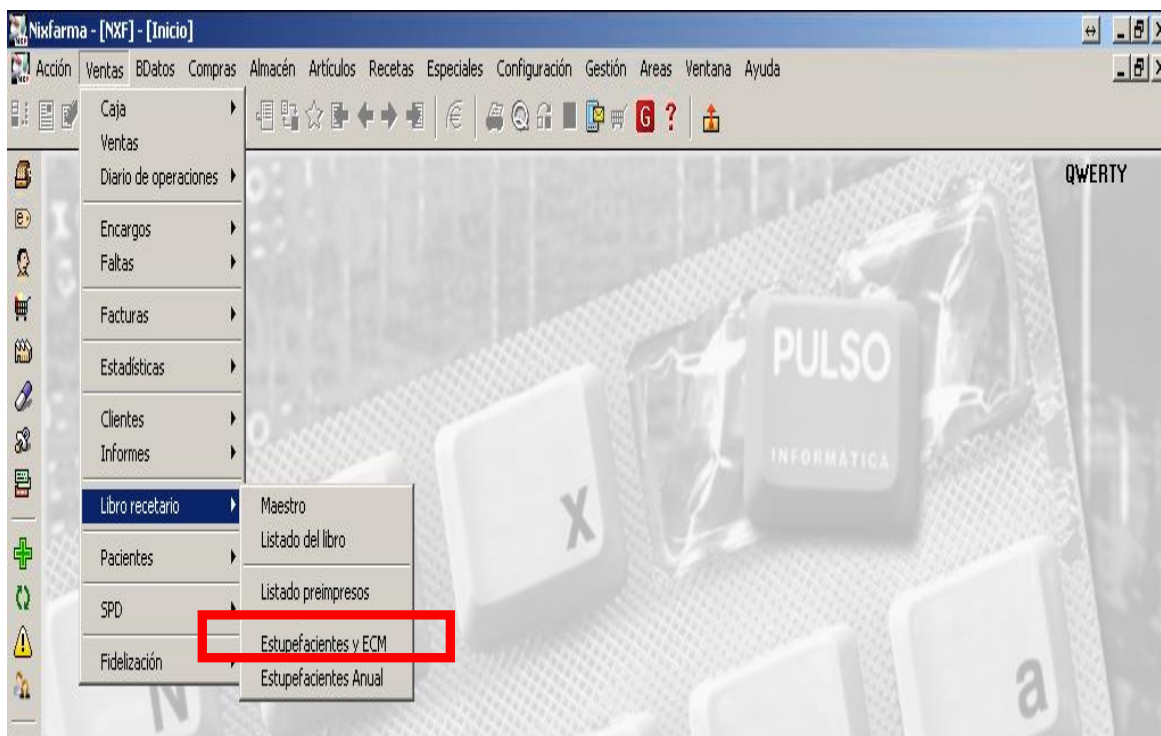 Nixfarma - [NXF] - [Inicio]
Acción Ventas BDatos Compras Almacén Artículos Recetas Especiales Configuración Gestión Areas Ventana Ayuda
Caja
Ventas
Diario de operaciones
Encargos
Faltas
Facturas
Estadísticas
Clientes
Informes
Libro recetario
Pacientes
SPD
Fidelización
Maestro
Listado del libro
Listado preimpresos
Estupefacientes y ECM
Estupefacientes Anual
G ?
e
QWERTY
PULSO
INFORMATICA
X
N
a